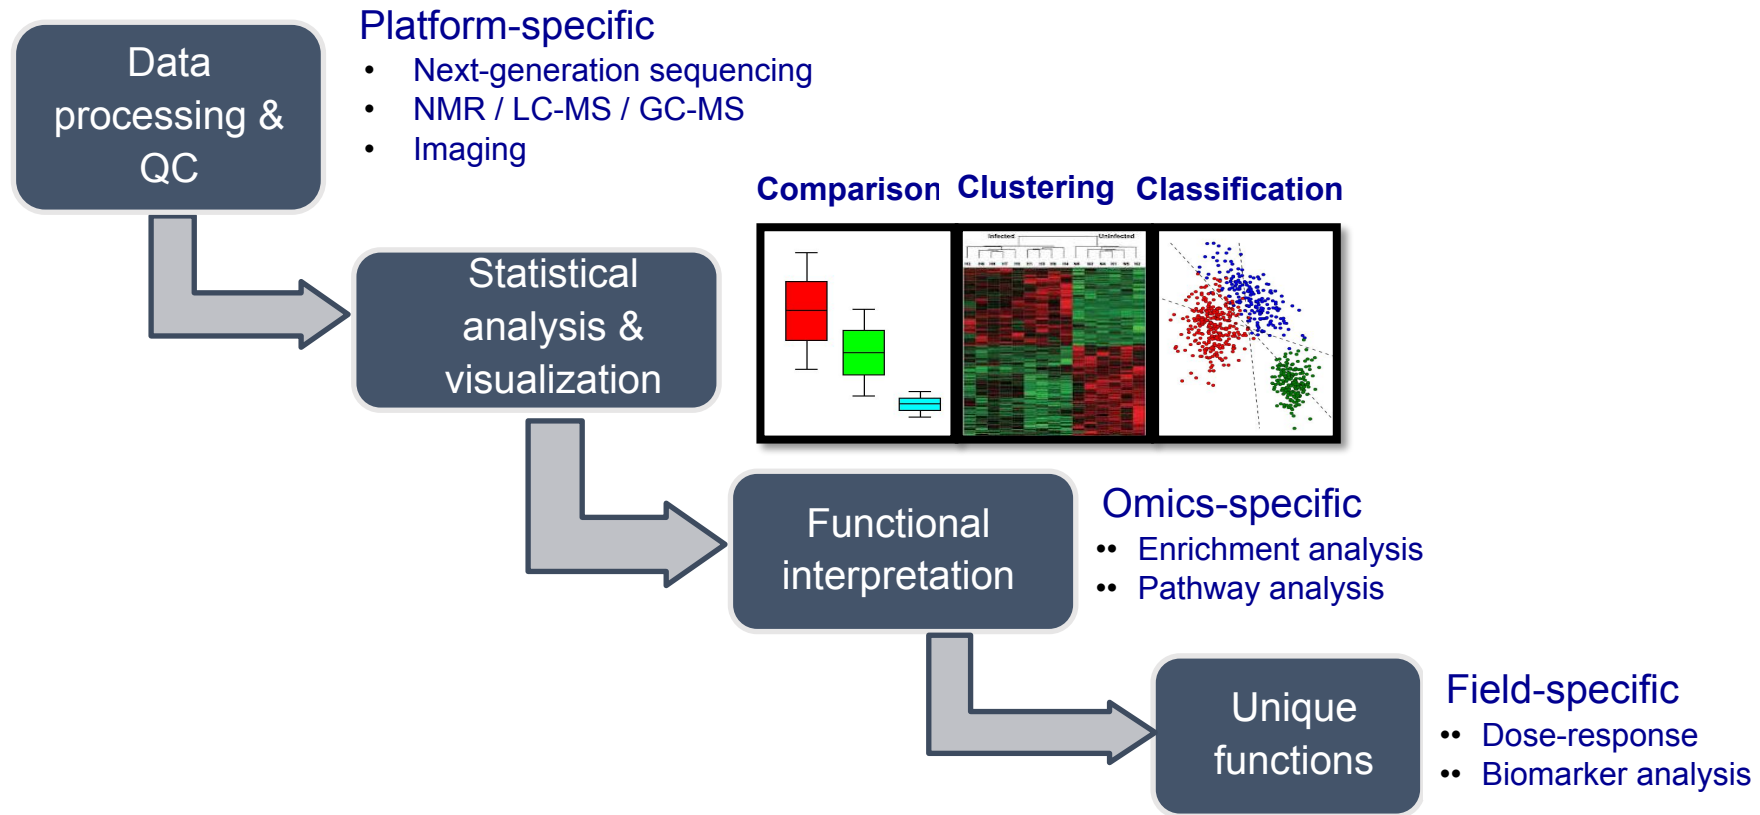 Platform-specific
Data
processing &
QC
• Next-generation sequencing
• NMR / LC-MS / GC-MS
• Imaging
Comparison Clustering Classification
Infected Uninfected
Statistical
analysis &
visualization
Functional
interpretation
Omics-specific
•• Enrichment analysis
•• Pathway analysis
Unique
functions
Field-specific
•• Dose-response
•• Biomarker analysis